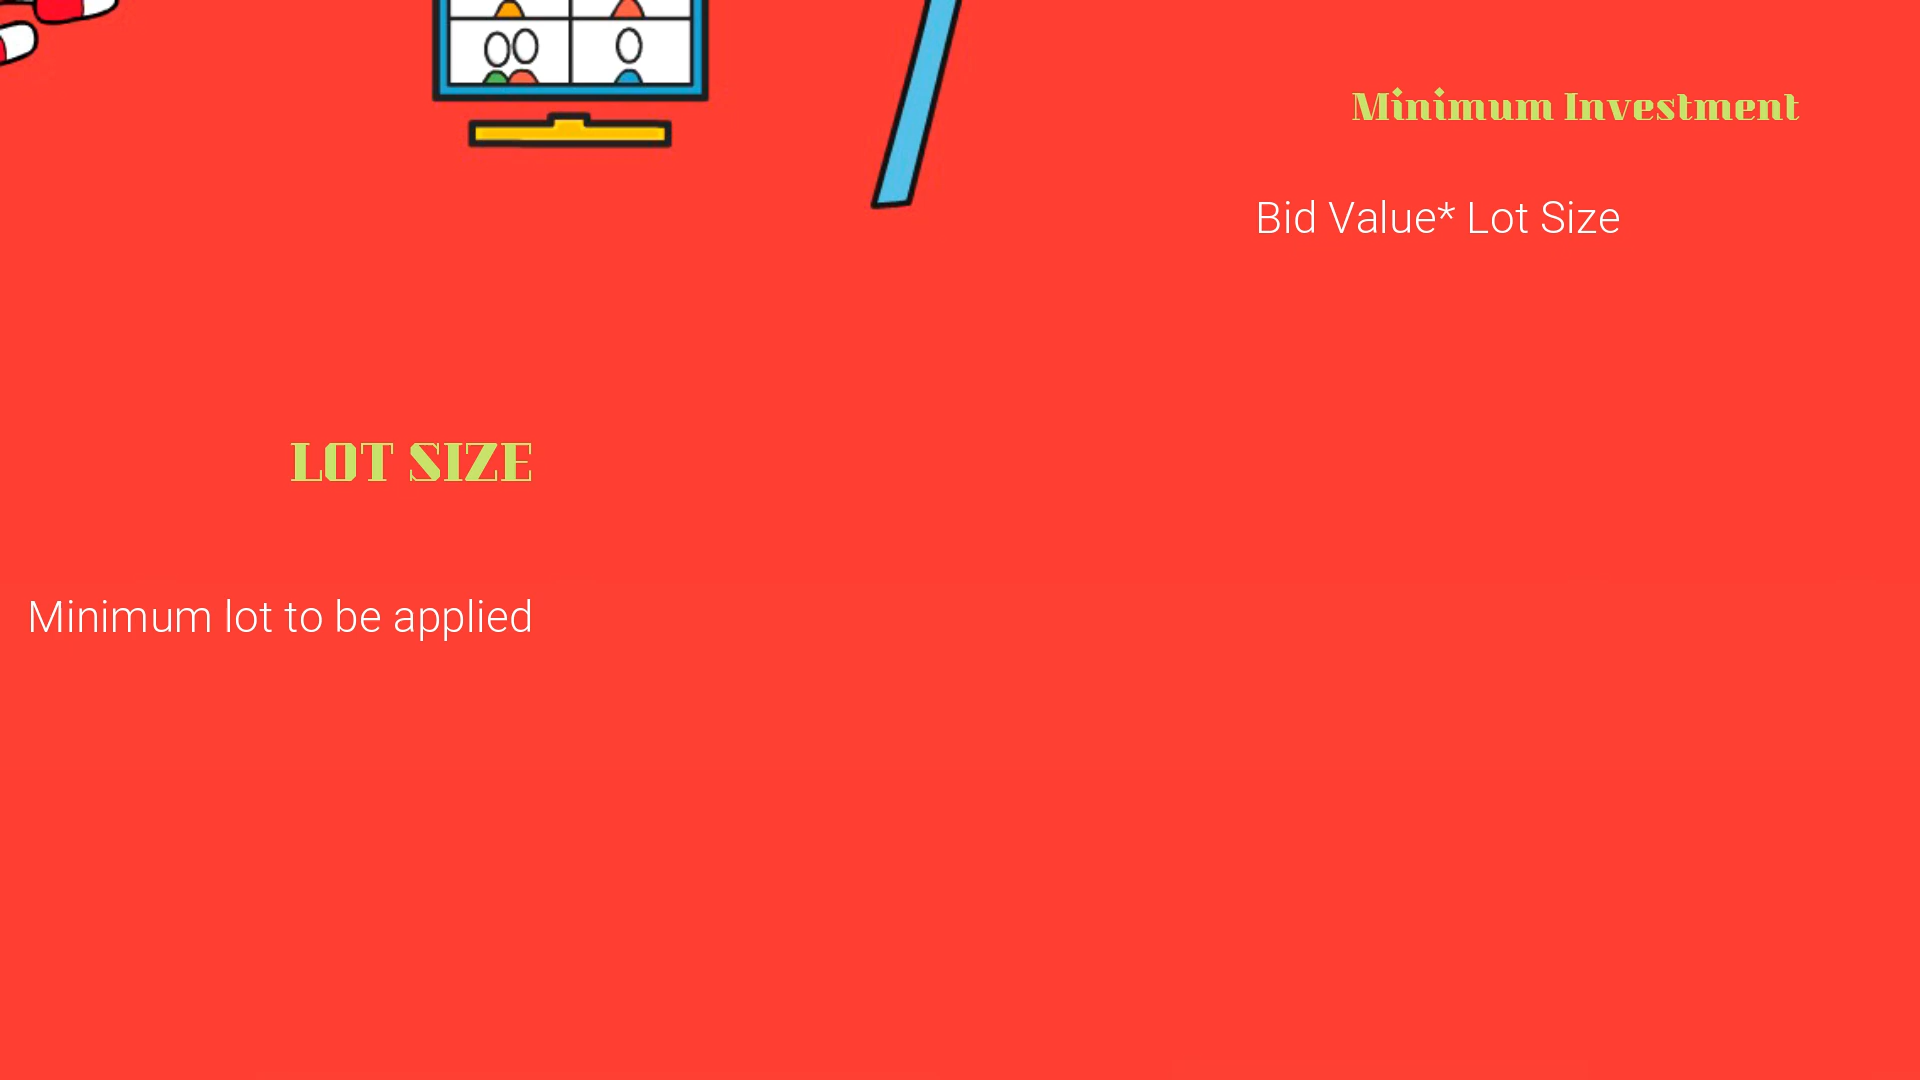 Minimum Investment
Bid Value* Lot Size
LOT SIZE
Minimum lot to be applied